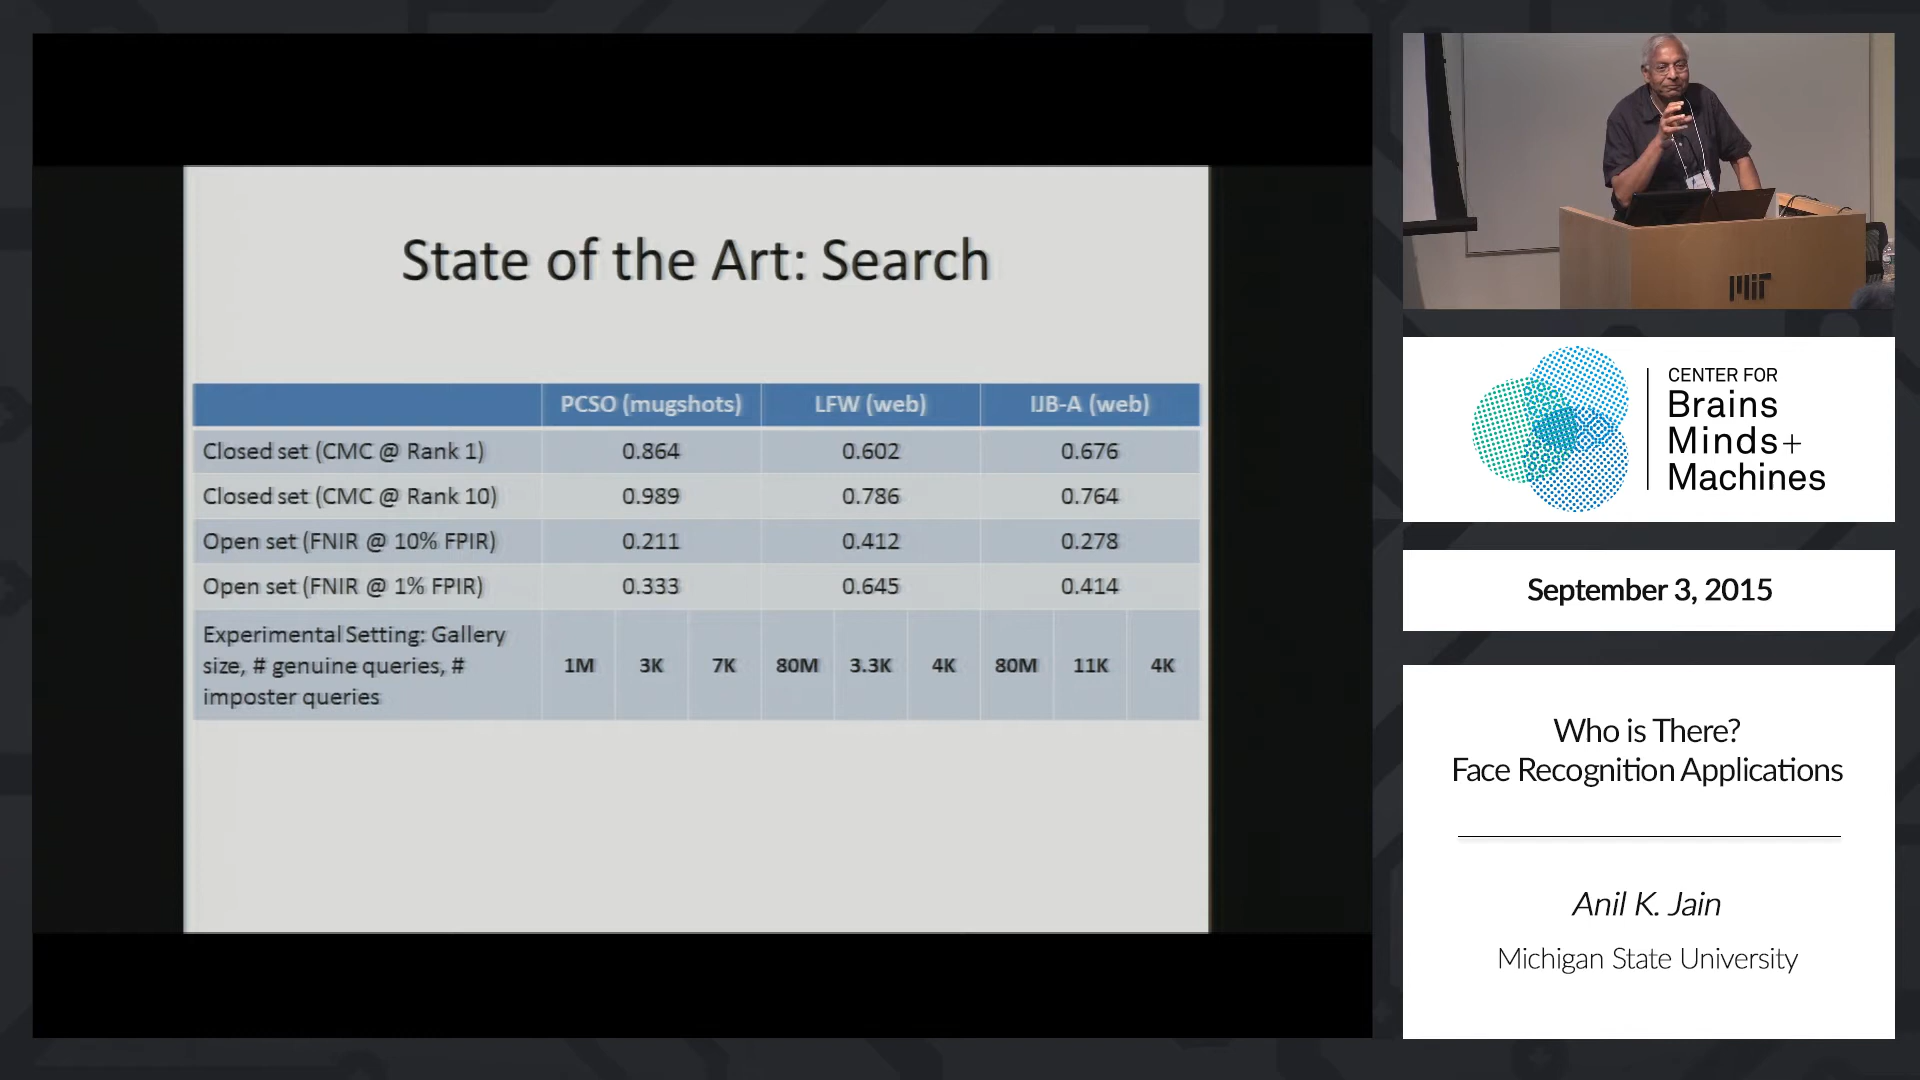 State of the Art: Search
PCSO (mugshots) LFW (web) IJB-A (web)
Closed set (CMC @ Rank 1) 0.864 0.602 0.676
Closed set (CMC @ Rank 10) 0.989 0.786 0.764
Open set (FNIR @ 10% FPIR) 0.211 0.412 0.278
Open set (FNIR @ 1% FPIR) 0.333 0.645 0.414
Experimental Setting: Gallery
size, # genuine queries, #
imposter queries
1M 3K 7K 80M 3.3K 4K 80M 11K 4K
MIT
CENTER FOR
Brains
Minds+
Machines
September 3, 2015
Who is There?
Face Recognition Applications
Anil K. Jain
Michigan State University